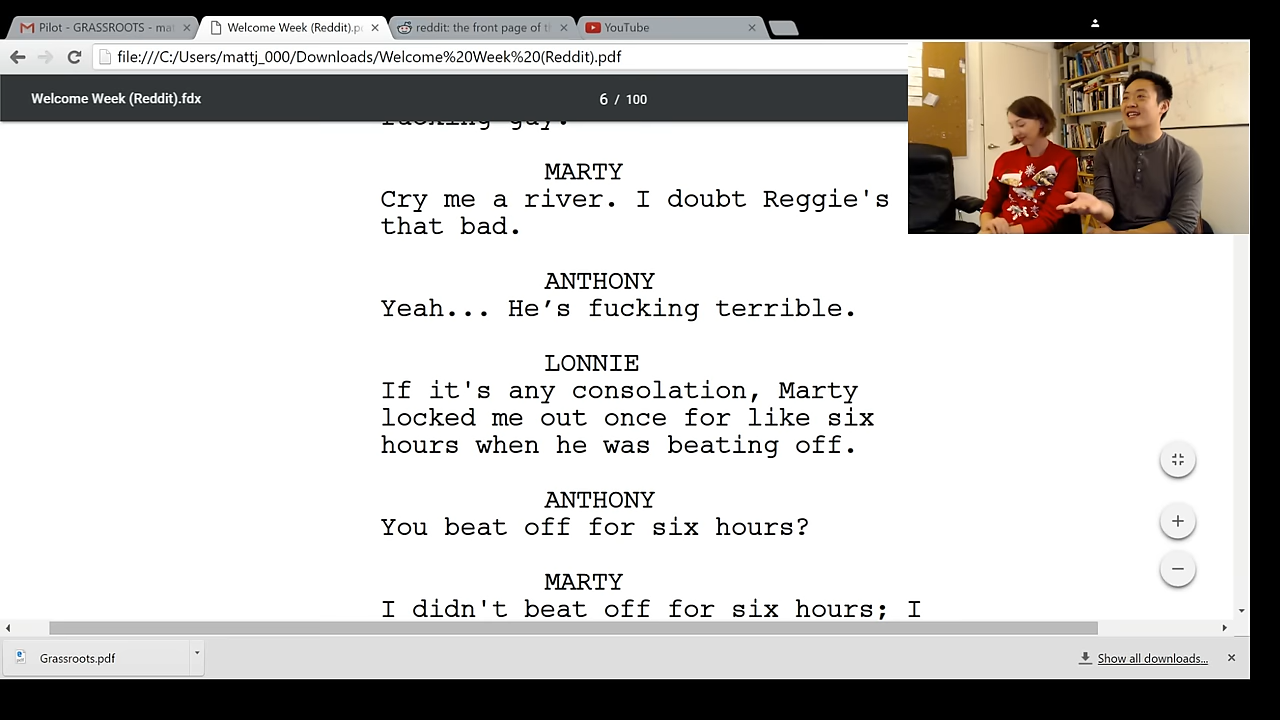 Pilot - GRASSROOTS - ma
Welcome Week (Reddit).p
reddit: the front page of t
YouTube
file:///C:/Users/mattj_000/Downloads/Welcome%20Week%20(Reddit).pdf
Welcome Week (Reddit).fdx
6 / 100
fucking guy.
MARTY
Cry me a river. I doubt Reggie's
that bad.
ANTHONY
Yeah... He’s fucking terrible.
LONNIE
If it's any consolation, Marty
locked me out once for like six
hours when he was beating off.
ANTHONY
You beat off for six hours?
MARTY
I didn't beat off for six hours; I
Grassroots.pdf
Show all downloads...